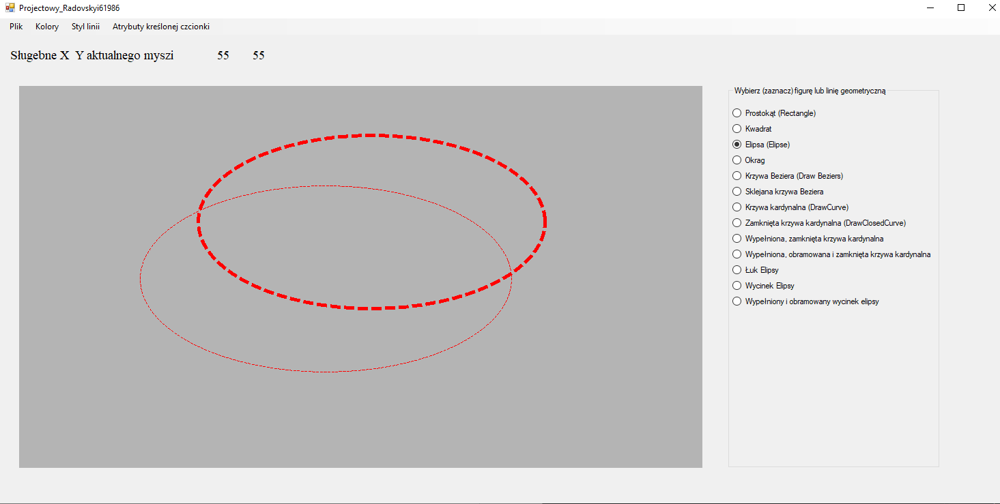 Projectowy_Radovskyi61986
Plik Kolory Styl linii Atrybuty kreślonej czcionki
Sługebne X Y aktualnego myszi 55 55
Wybierz (zaznacz) figurę lub linię geometryczną
Prostokąt (Rectangle)
Kwadrat
Elipsa (Elipse)
Okrag
Krzywa Beziera (Draw Beziers)
Sklejana krzywa Beziera
Krzywa kardynalna (DrawCurve)
Zamknięta krzywa kardynalna (DrawClosedCurve)
Wypełniona, zamknięta krzywa kardynalna
Wypełniona, obramowana i zamknięta krzywa kardynalna
Łuk Elipsy
Wycinek Elipsy
Wypełniony i obramowany wycinek elipsy